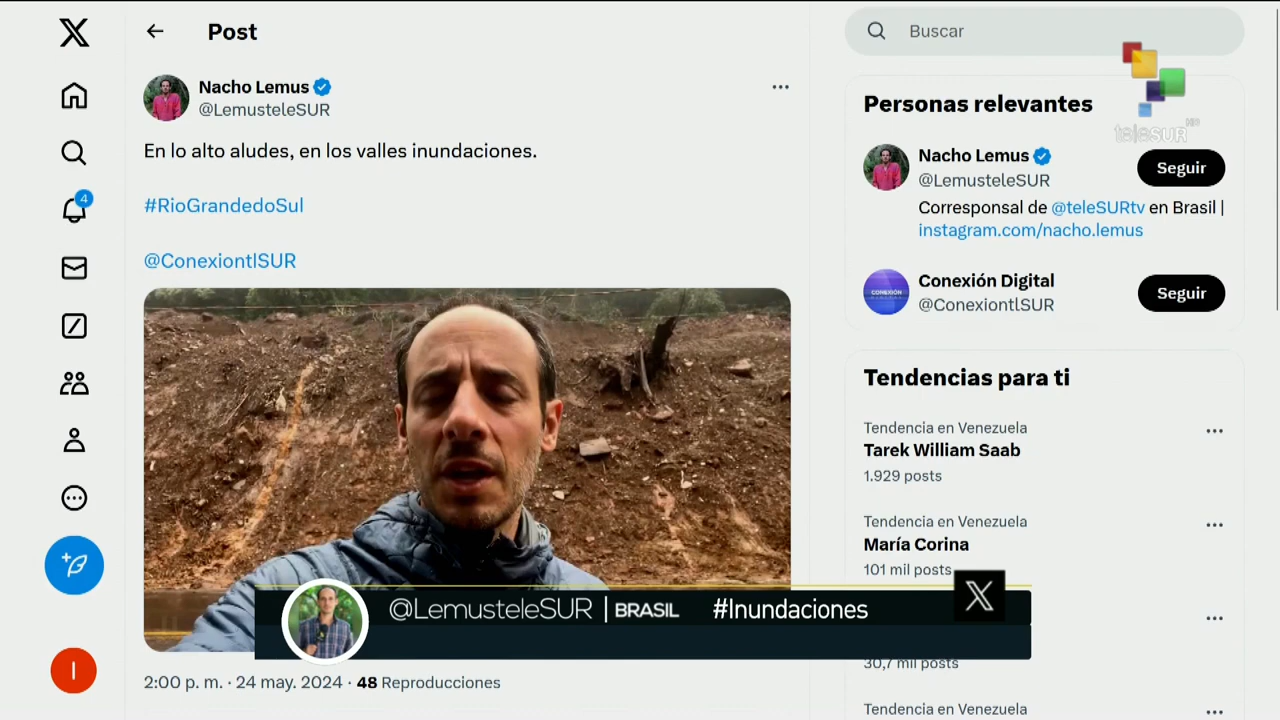 Post
Nacho Lemus
@LemusteleSUR
En lo alto aludes, en los valles inundaciones.
#RioGrandedoSul
@ConexiontlSUR
@LemusteleSUR | BRASIL #Inundaciones
2:00 p. m. · 24 may. 2024 · 48 Reproducciones
4
I
Buscar
teleSUR HD
Personas relevantes
Nacho Lemus
@LemusteleSUR
Seguir
Corresponsal de @teleSURtv en Brasil |
instagram.com/nacho.lemus
CONEXIÓN
Conexión Digital
@ConexiontlSUR
Seguir
Tendencias para ti
Tendencia en Venezuela
Tarek William Saab
1.929 posts
Tendencia en Venezuela
María Corina
101 mil posts
30,7 mil posts
Tendencia en Venezuela